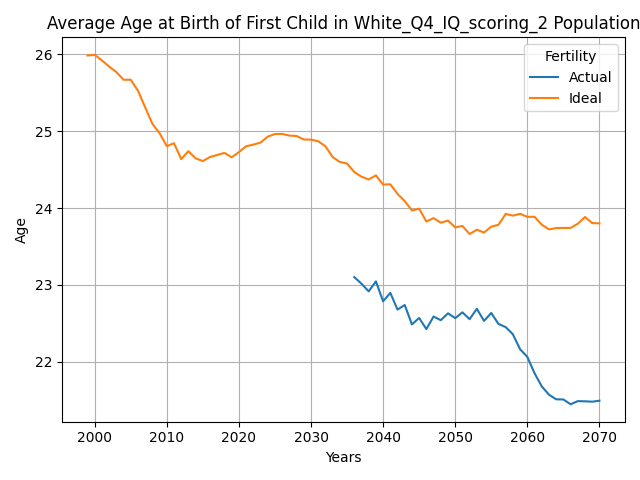 Average Age at Birth of First Child in White_Q4_IQ_scoring_2 Population
Fertility
Actual
Ideal
26
25
24
23
22
Age
2000 2010 2020 2030 2040 2050 2060 2070
Years